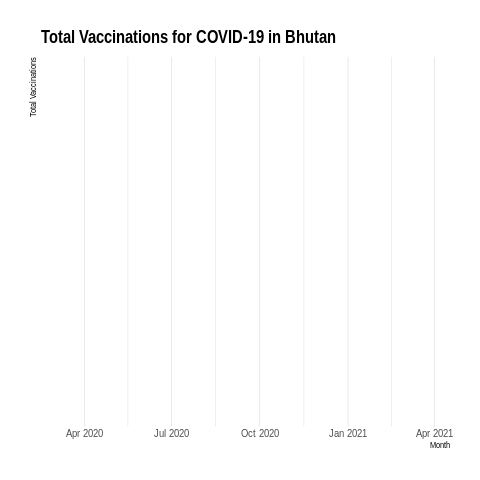 Total Vaccinations for COVID-19 in Bhutan
Total Vaccinations
Apr 2020 Jul 2020 Oct 2020 Jan 2021 Apr 2021
Month